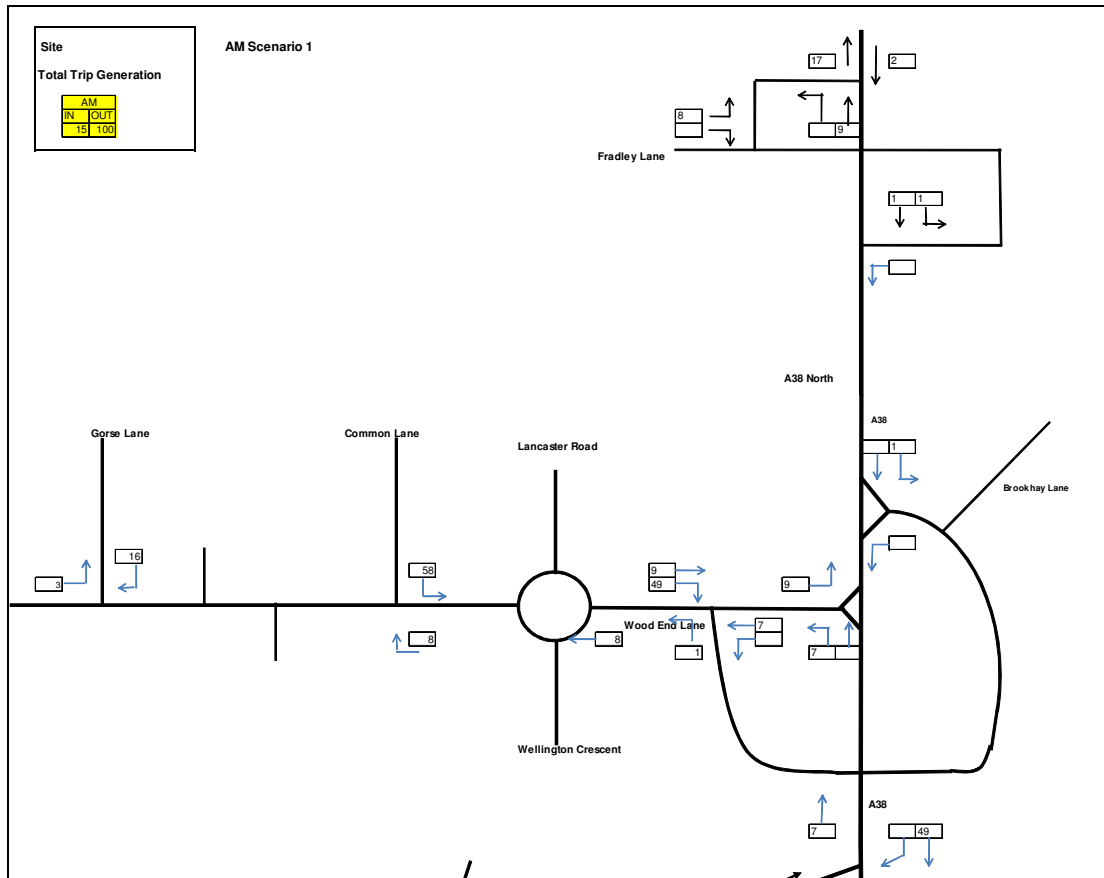 Site
AM Scenario 1
Total Trip Generation
AM
IN OUT
15 100
17
2
8
9
Fradley Lane
1 1
A38 North
Gorse Lane
Common Lane
Lancaster Road
A38
1
Brookhay Lane
16
3
58
9
49
9
Wood End Lane
7
8
8
1
7
Wellington Crescent
A38
7
49